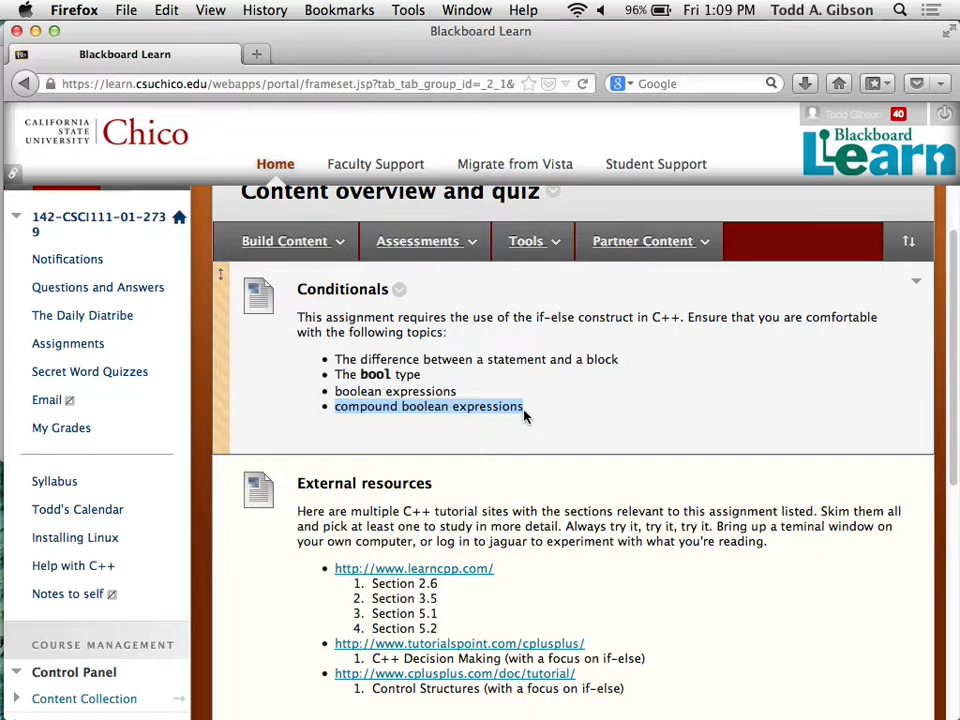 Firefox File Edit View History Bookmarks Tools Window Help 96% Fri 1:09 PM Todd A. Gibson
Blackboard Learn
Blackboard Learn
https://learn.csuchico.edu/webapps/portal/frameset.jsp?tab_tab_group_id=_2_1& Google
CALIFORNIA STATE UNIVERSITY Chico
Todd Gibson 40
Blackboard Learn
Home Faculty Support Migrate from Vista Student Support
142-CSCI111-01-273
9
Notifications
Questions and Answers
The Daily Diatribe
Assignments
Secret Word Quizzes
Email
My Grades
Syllabus
Todd's Calendar
Installing Linux
Help with C++
Notes to self
COURSE MANAGEMENT
Control Panel
Content Collection
Content overview and quiz
Build Content Assessments Tools Partner Content
Conditionals
This assignment requires the use of the if-else construct in C++. Ensure that you are comfortable
with the following topics:
• The difference between a statement and a block
• The bool type
• boolean expressions
• compound boolean expressions
External resources
Here are multiple C++ tutorial sites with the sections relevant to this assignment listed. Skim them all
and pick at least one to study in more detail. Always try it, try it, try it. Bring up a teminal window on
your own computer, or log in to jaguar to experiment with what you're reading.
• http://www.learncpp.com/
1. Section 2.6
2. Section 3.5
3. Section 5.1
4. Section 5.2
• http://www.tutorialspoint.com/cplusplus/
1. C++ Decision Making (with a focus on if-else)
• http://www.cplusplus.com/doc/tutorial/
1. Control Structures (with a focus on if-else)